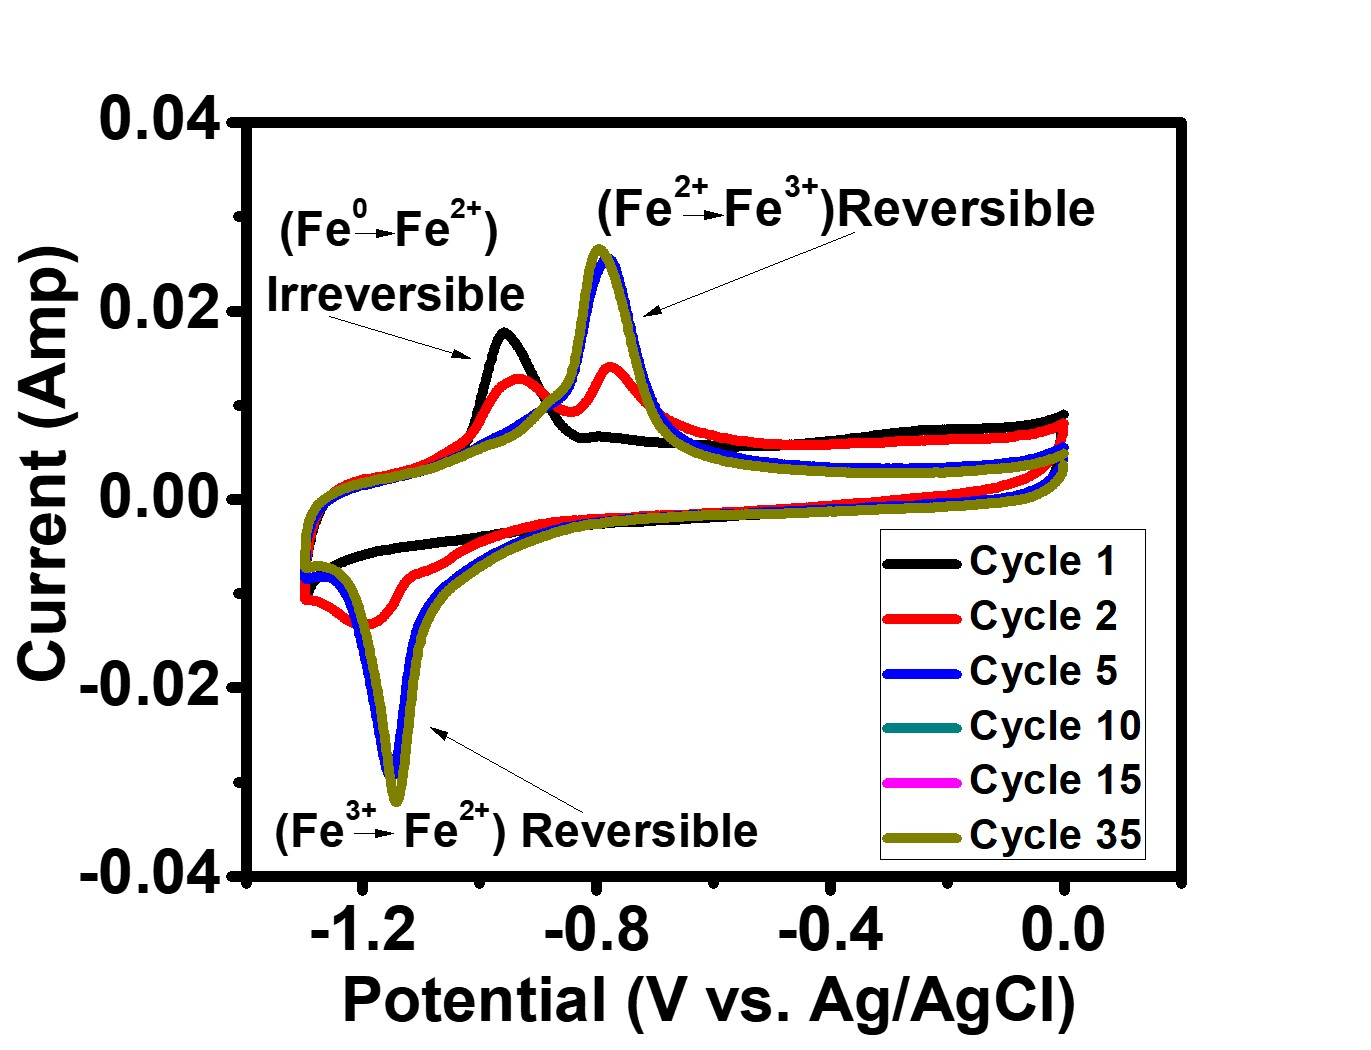 0.04
0.02
0.00
-0.02
-0.04
Current (Amp)
(Fe⁰→Fe²⁺)
Irreversible
(Fe²⁺→Fe³⁺)Reversible
(Fe³⁺→ Fe²⁺) Reversible
Cycle 1
Cycle 2
Cycle 5
Cycle 10
Cycle 15
Cycle 35
-1.2 -0.8 -0.4 0.0
Potential (V vs. Ag/AgCl)